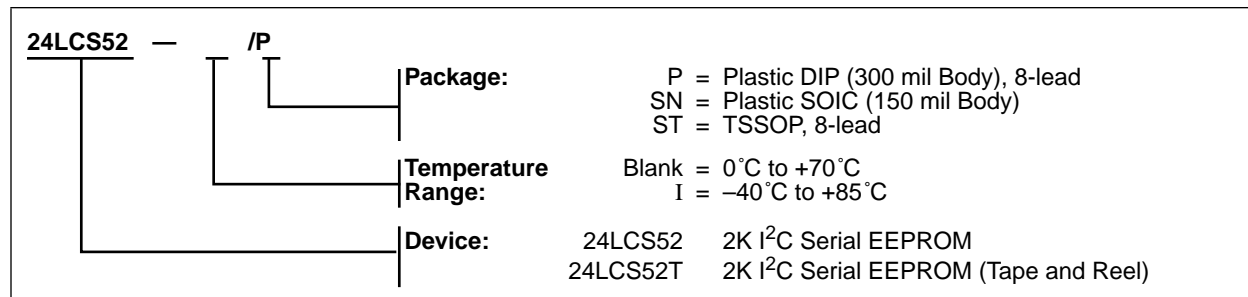 24LCS52 — /P
Package: P = Plastic DIP (300 mil Body), 8-lead
SN = Plastic SOIC (150 mil Body)
ST = TSSOP, 8-lead
Temperature Blank = 0˚C to +70˚C
Range: I = –40˚C to +85˚C
Device: 24LCS52 2K I²C Serial EEPROM
24LCS52T 2K I²C Serial EEPROM (Tape and Reel)